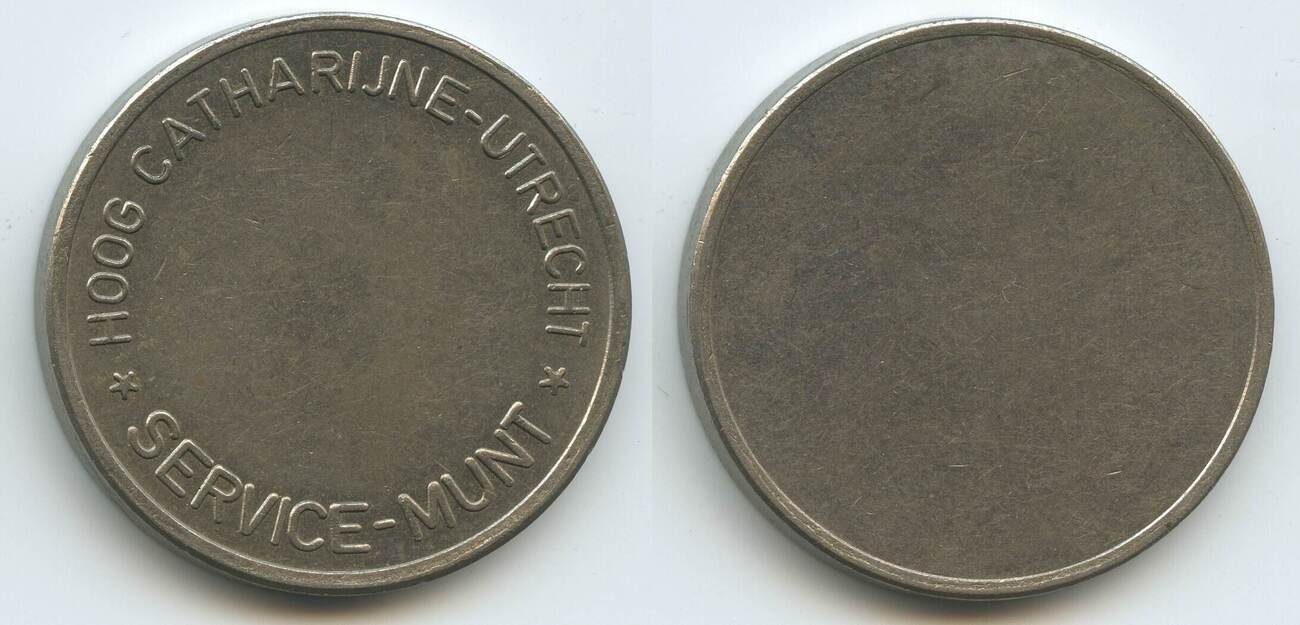 HOOG CATHARIJNE-UTRECHT
SERVICE-MUNT